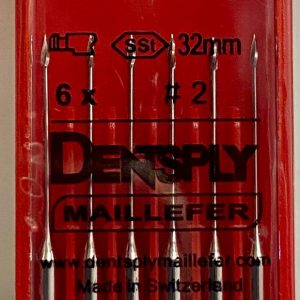 SSt 32mm
6 x # 2
DENTSPLY
MAILLEFER
www.dentsplymaillefer.com
Made in Switzerland